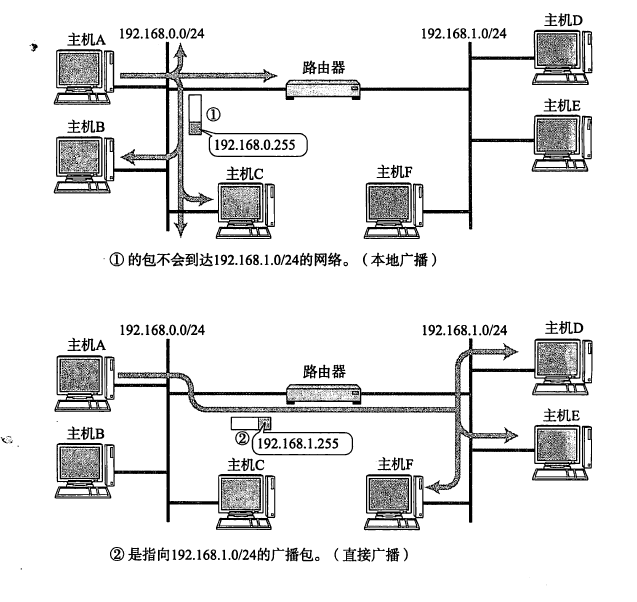 主机A
192.168.0.0/24
192.168.1.0/24
主机D
路由器
主机B
①
192.168.0.255
主机E
主机C
主机F
① 的包不会到达192.168.1.0/24的网络。（本地广播）
主机A
192.168.0.0/24
192.168.1.0/24
主机D
路由器
主机B
②
192.168.1.255
主机E
主机C
主机F
② 是指向192.168.1.0/24的广播包。（直接广播）